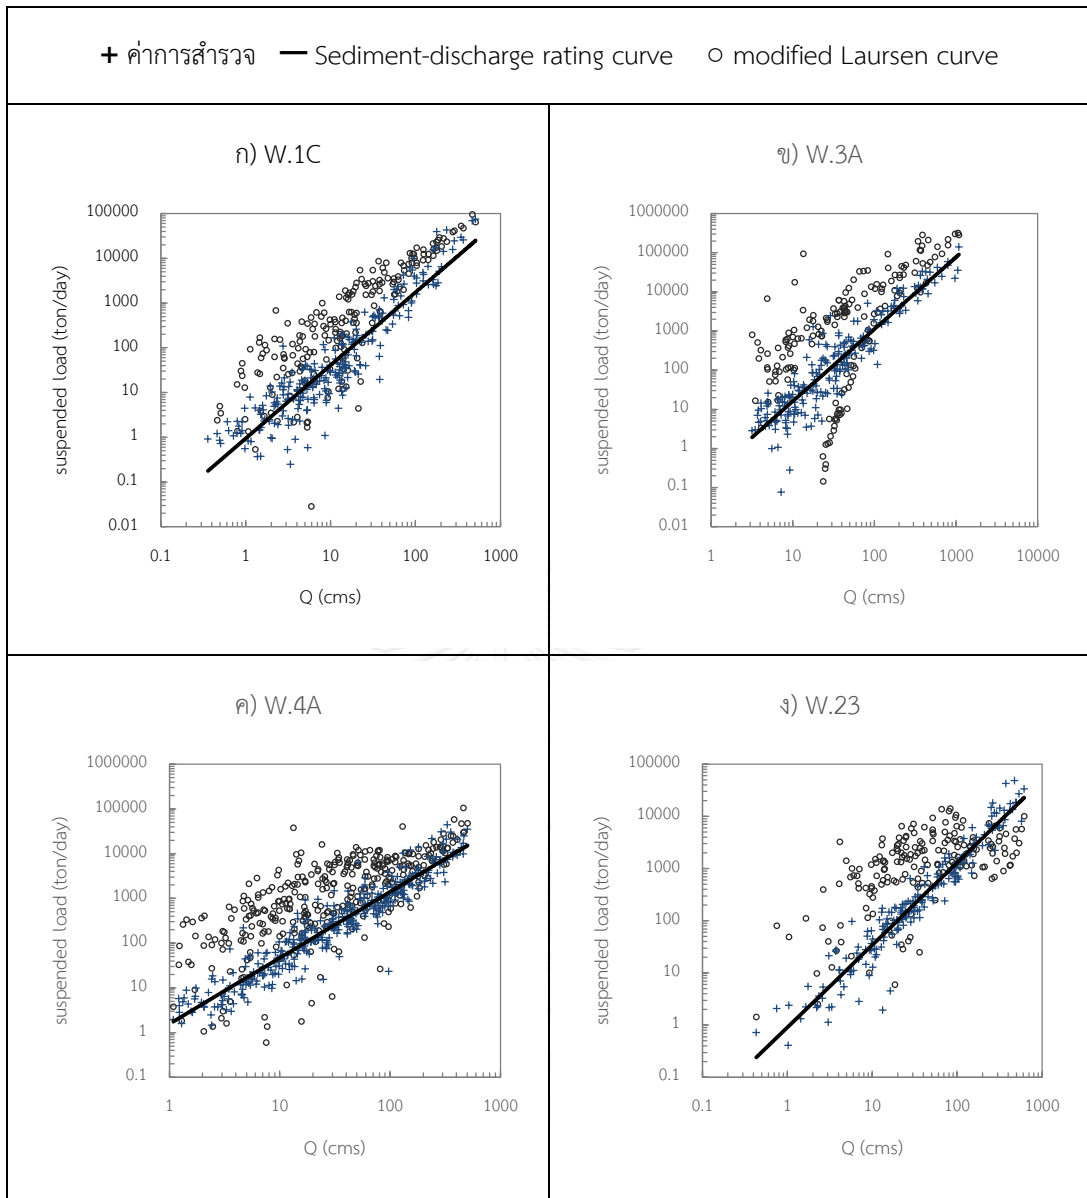 + ค่าการสำรวจ — Sediment-discharge rating curve ○ modified Laursen curve
ก) W.1C
suspended load (ton/day)
100000
10000
1000
100
10
1
0.1
0.01
0.1 1 10 100 1000
Q (cms)
ข) W.3A
suspended load (ton/day)
1000000
100000
10000
1000
100
10
1
0.1
0.01
1 10 100 1000 10000
Q (cms)
ค) W.4A
suspended load (ton/day)
1000000
100000
10000
1000
100
10
1
0.1
1 10 100 1000
Q (cms)
ง) W.23
suspended load (ton/day)
100000
10000
1000
100
10
1
0.1
0.1 1 10 100 1000
Q (cms)